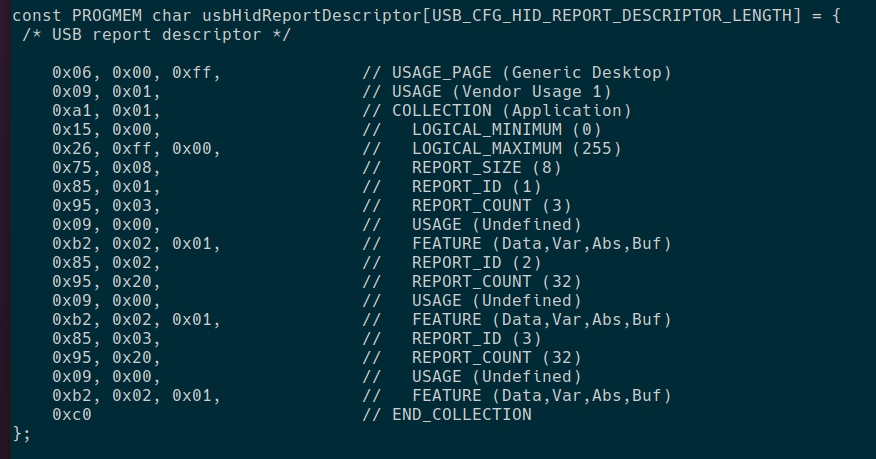 const PROGMEM char usbHidReportDescriptor[USB_CFG_HID_REPORT_DESCRIPTOR_LENGTH] = {
 /* USB report descriptor */

    0x06, 0x00, 0xff,              // USAGE_PAGE (Generic Desktop)
    0x09, 0x01,                    // USAGE (Vendor Usage 1)
    0xa1, 0x01,                    // COLLECTION (Application)
    0x15, 0x00,                    //   LOGICAL_MINIMUM (0)
    0x26, 0xff, 0x00,              //   LOGICAL_MAXIMUM (255)
    0x75, 0x08,                    //   REPORT_SIZE (8)
    0x85, 0x01,                    //   REPORT_ID (1)
    0x95, 0x03,                    //   REPORT_COUNT (3)
    0x09, 0x00,                    //   USAGE (Undefined)
    0xb2, 0x02, 0x01,              //   FEATURE (Data,Var,Abs,Buf)
    0x85, 0x02,                    //   REPORT_ID (2)
    0x95, 0x20,                    //   REPORT_COUNT (32)
    0x09, 0x00,                    //   USAGE (Undefined)
    0xb2, 0x02, 0x01,              //   FEATURE (Data,Var,Abs,Buf)
    0x85, 0x03,                    //   REPORT_ID (3)
    0x95, 0x20,                    //   REPORT_COUNT (32)
    0x09, 0x00,                    //   USAGE (Undefined)
    0xb2, 0x02, 0x01,              //   FEATURE (Data,Var,Abs,Buf)
    0xc0                           // END_COLLECTION
};